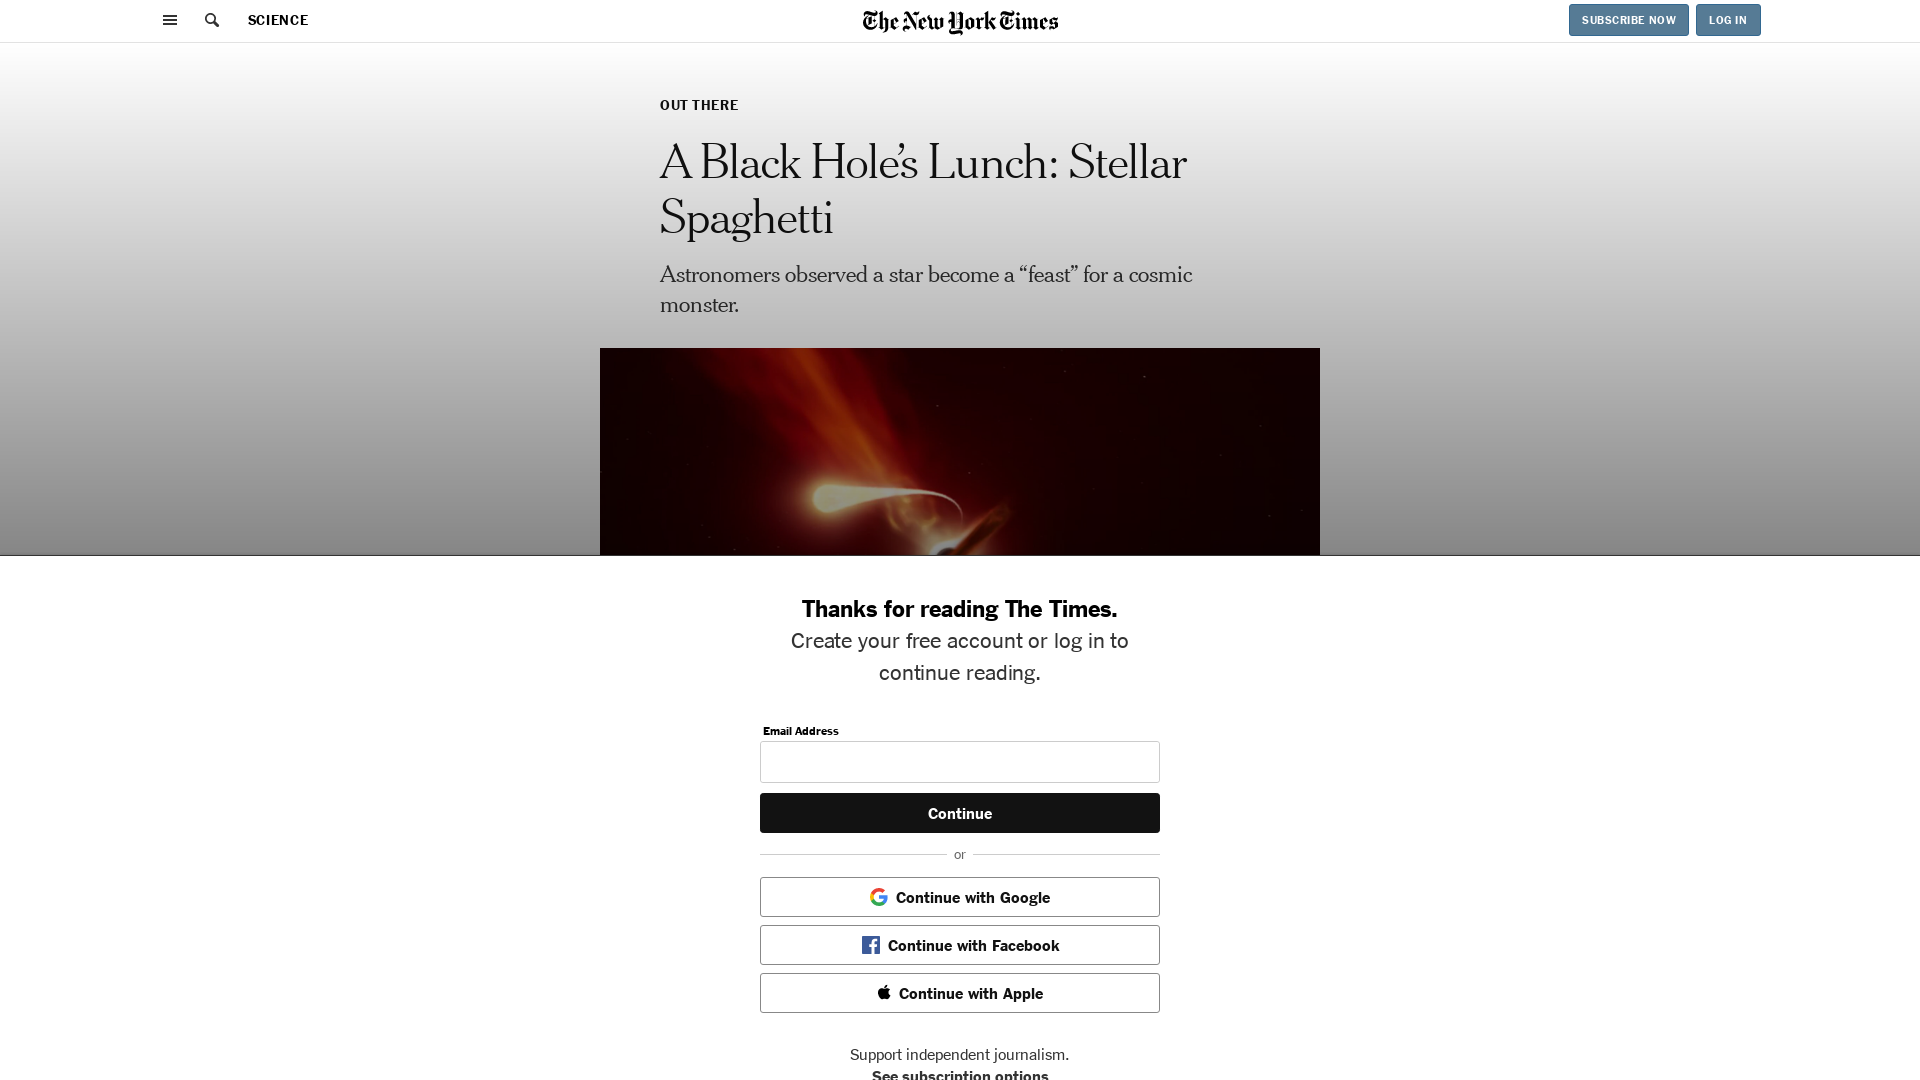 SCIENCE
The New York Times
SUBSCRIBE NOW
LOG IN
OUT THERE
A Black Hole’s Lunch: Stellar
Spaghetti
Astronomers observed a star become a “feast” for a cosmic
monster.
Thanks for reading The Times.
Create your free account or log in to
continue reading.
Email Address
Continue
or
Continue with Google
Continue with Facebook
Continue with Apple
Support independent journalism.
See subscription options